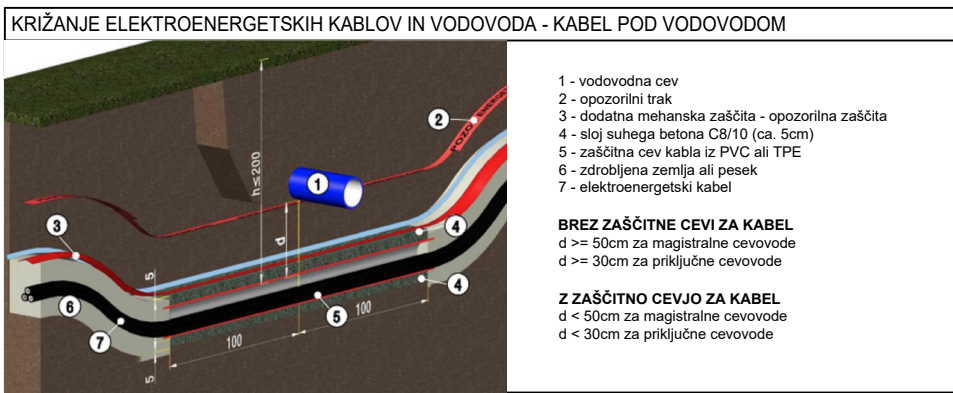 KRIŽANJE ELEKTROENERGETSKIH KABLOV IN VODOVODA - KABEL POD VODOVODOM
1 - vodovodna cev
2 - opozorilni trak
3 - dodatna mehanska zaščita - opozorilna zaščita
4 - sloj suhega betona C8/10 (ca. 5cm)
5 - zaščitna cev kabla iz PVC ali TPE
6 - zdrobljena zemlja ali pesek
7 - elektroenergetski kabel
BREZ ZAŠČITNE CEVI ZA KABEL
d >= 50cm za magistralne cevovode
d >= 30cm za priključne cevovode
Z ZAŠČITNO CEVJO ZA KABEL
d < 50cm za magistralne cevovode
d < 30cm za priključne cevovode
h≤200
2
POZO
1
d
3
4
5
4
6
5
7
100
100
5